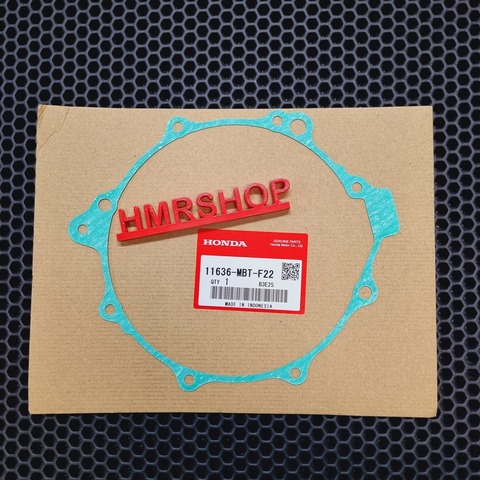 HMRSHOP
HONDA
GENUINE PARTS
Honda Motor Co., Ltd.
11636-MBT-F22
QTY 1
B3E25
MADE IN INDONESIA